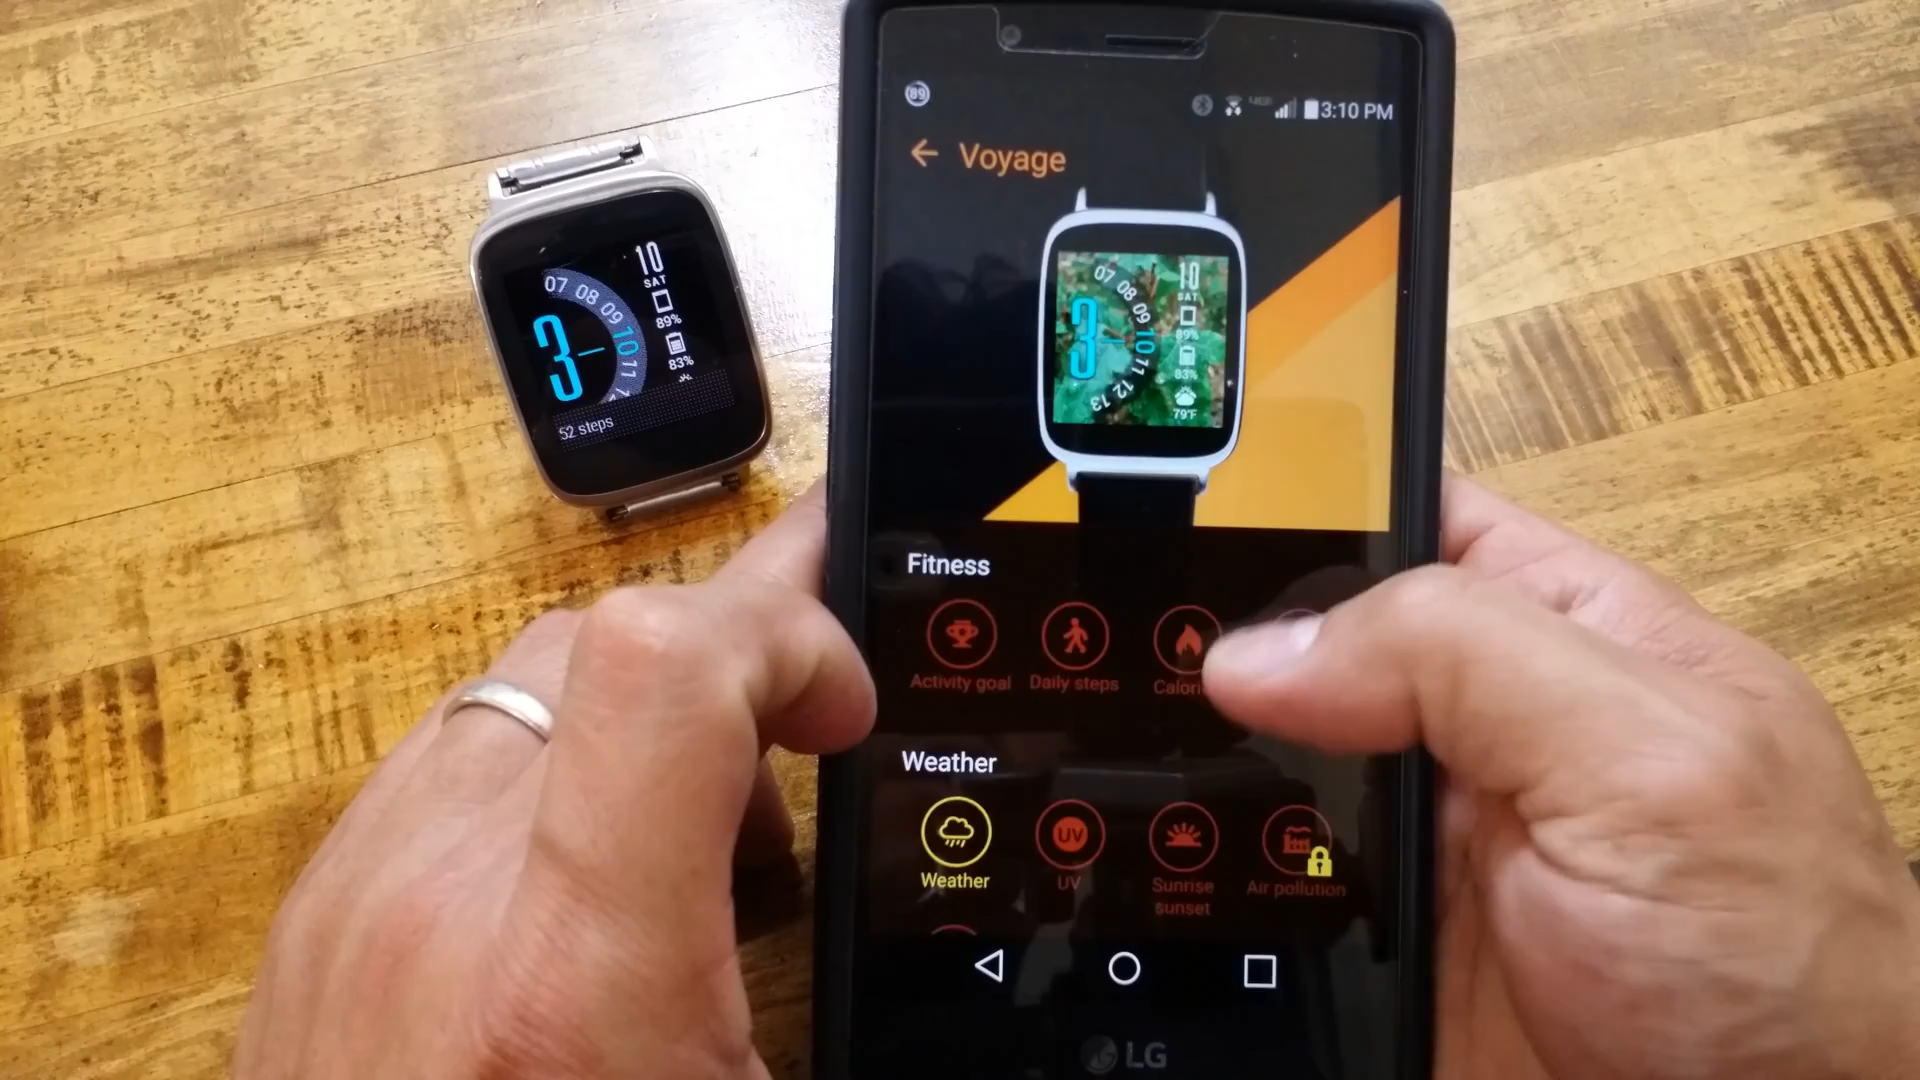 10
SAT
07 08 09 10 11
89%
3
83%
52 steps
89
3:10 PM
Voyage
07 08 09 10 11 12 13
10
SAT
89%
3
83%
79°F
Fitness
Activity goal
Daily steps
Weather
Weather
UV
UV
Sunrise
sunset
Air pollution
LG